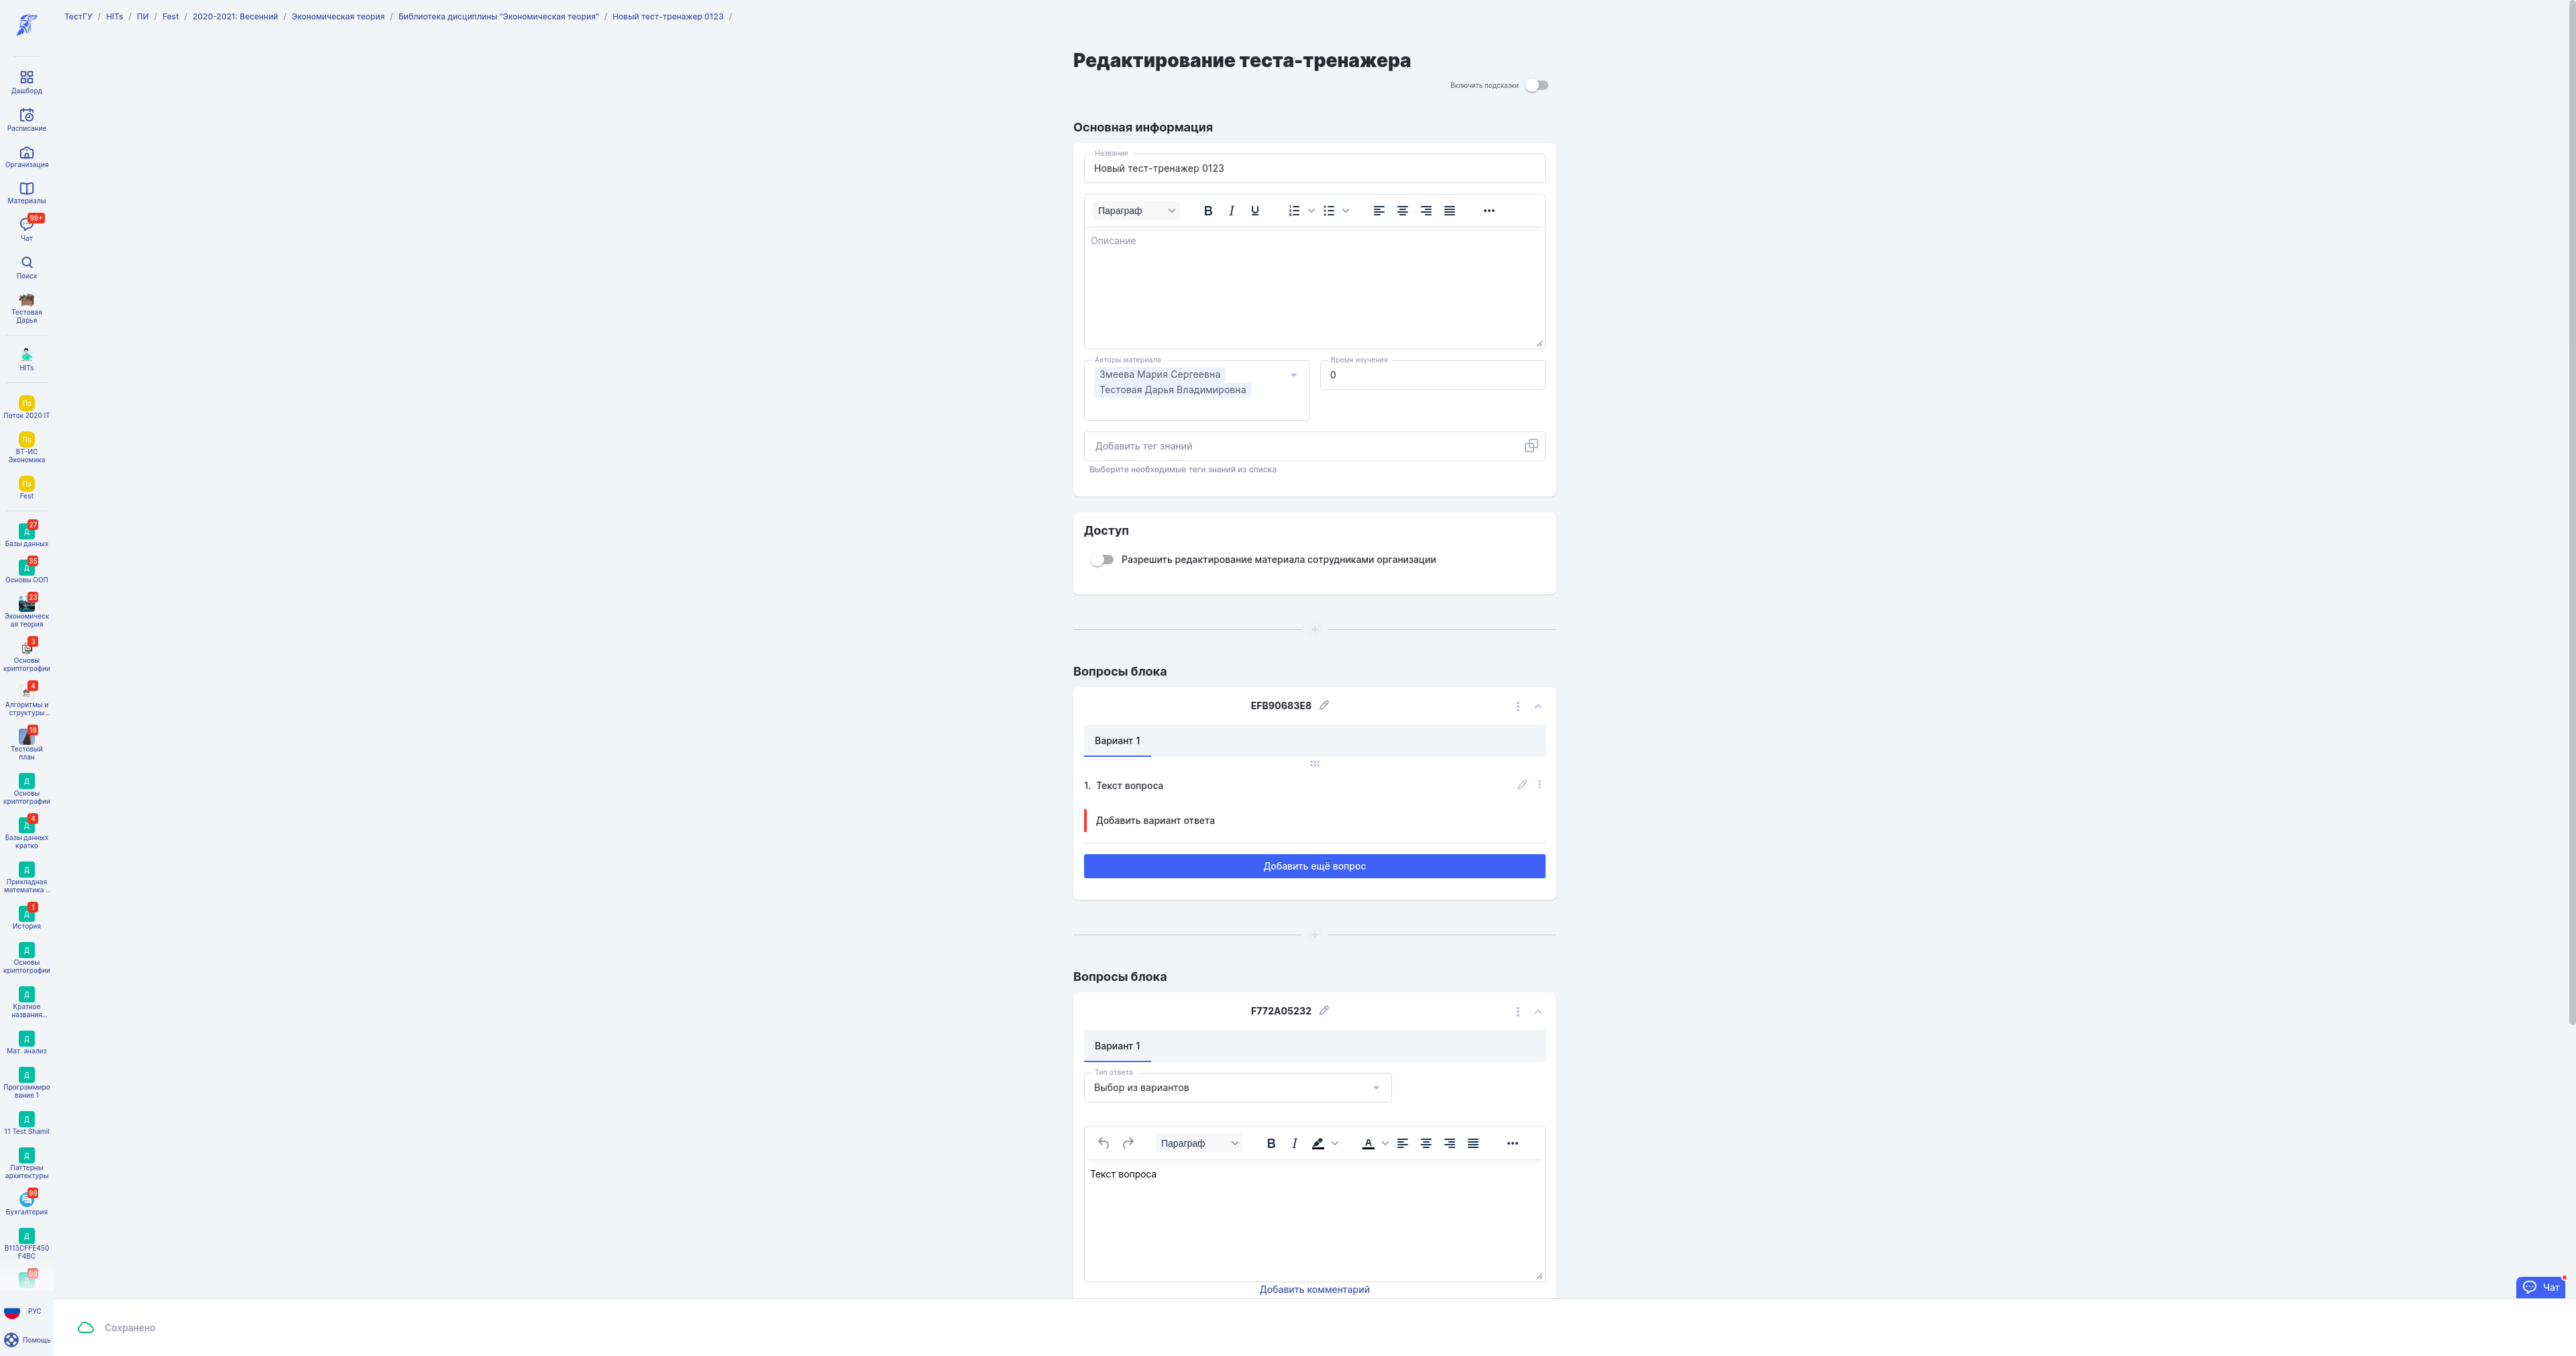 ТестГУ / HITs / ПИ / Fest / 2020-2021: Весенний / Экономическая теория / Библиотека дисциплины "Экономическая теория" / Новый тест-тренажер 0123 /
Дашборд
Расписание
Организация
Материалы
99+
Чат
Поиск
Тестовая
Дарья
HITs
По
Поток 2020 IT
По
ВТ-ИС
Экономика
По
Fest
27
Д
Базы данных
35
Д
Основы ООП
23
Экономическ
ая теория
3
Основы
криптографии
4
Алгоритмы и
структуры...
19
Тестовый
план
Д
Основы
криптографии
4
Д
Базы данных
кратко
Д
Прикладная
математика ...
1
Д
История
Д
Основы
криптографии
Д
Краткое
названия...
Д
Мат. анализ
Д
Программиро
вание 1
Д
11 Test Shamil
Д
Паттерны
архитектуры
99
Бухгалтерия
Д
B113CFFE450
F4BC
99
Д
РУС
Помощь
Редактирование теста-тренажера
Включить подсказки
Основная информация
Название
Новый тест-тренажер 0123
Параграф B I U
Описание
Авторы материала
Змеева Мария Сергеевна
Тестовая Дарья Владимировна
Время изучения
0
Добавить тег знаний
Выберите необходимые теги знаний из списка
Доступ
Разрешить редактирование материала сотрудниками организации
Вопросы блока
EFB90683E8
Вариант 1
1. Текст вопроса
Добавить вариант ответа
Добавить ещё вопрос
Вопросы блока
F772A05232
Вариант 1
Тип ответа
Выбор из вариантов
Параграф B I A
Текст вопроса
Добавить комментарий
Чат
Сохранено